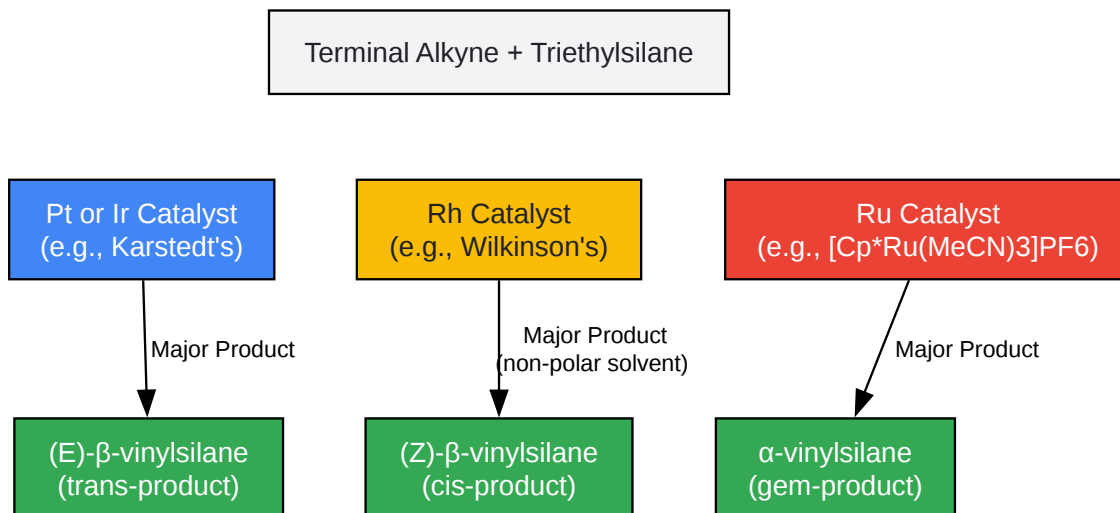 Terminal Alkyne + Triethylsilane
Pt or Ir Catalyst
(e.g., Karstedt's)
Rh Catalyst
(e.g., Wilkinson's)
Ru Catalyst
(e.g., [Cp*Ru(MeCN)3]PF6)
Major Product
Major Product
(non-polar solvent)
Major Product
(E)-β-vinylsilane
(trans-product)
(Z)-β-vinylsilane
(cis-product)
α-vinylsilane
(gem-product)